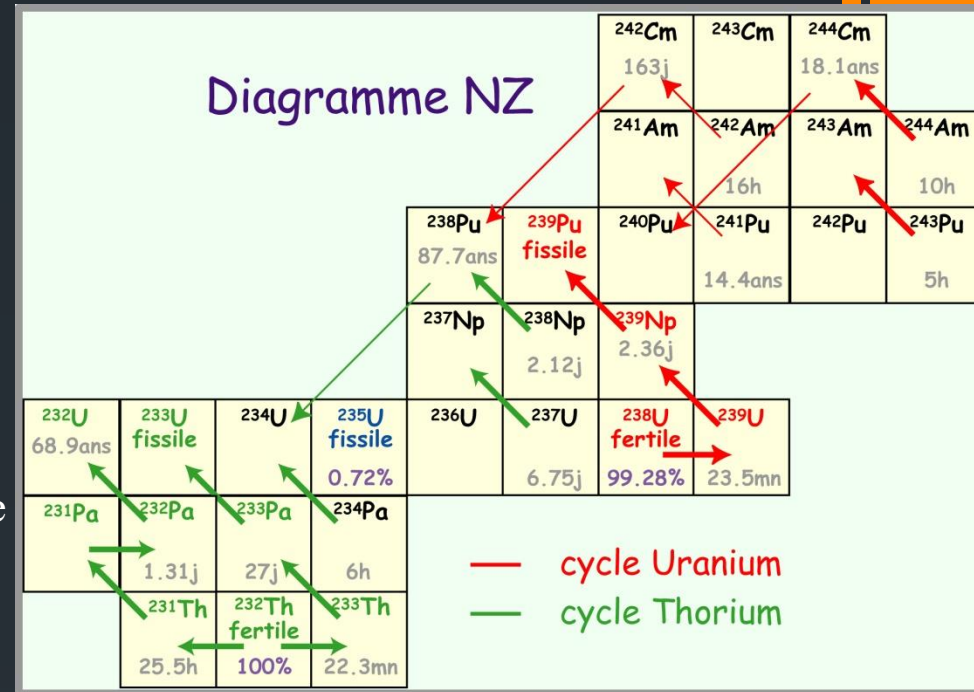 Diagramme NZ
²⁴²Cm ²⁴³Cm ²⁴⁴Cm
163j 18.1ans
²⁴¹Am ²⁴²Am ²⁴³Am ²⁴⁴Am
16h 10h
²³⁸Pu ²³⁹Pu ²⁴⁰Pu ²⁴¹Pu ²⁴²Pu ²⁴³Pu
fissile
87.7ans 14.4ans 5h
²³⁷Np ²³⁸Np ²³⁹Np
2.12j 2.36j
²³²U ²³³U ²³⁴U ²³⁵U ²³⁶U ²³⁷U ²³⁸U ²³⁹U
68.9ans fissile fissile fertile
0.72% 6.75j 99.28% 23.5mn
²³¹Pa ²³²Pa ²³³Pa ²³⁴Pa
1.31j 27j 6h
²³¹Th ²³²Th ²³³Th
fertile
25.5h 100% 22.3mn
cycle Uranium
cycle Thorium